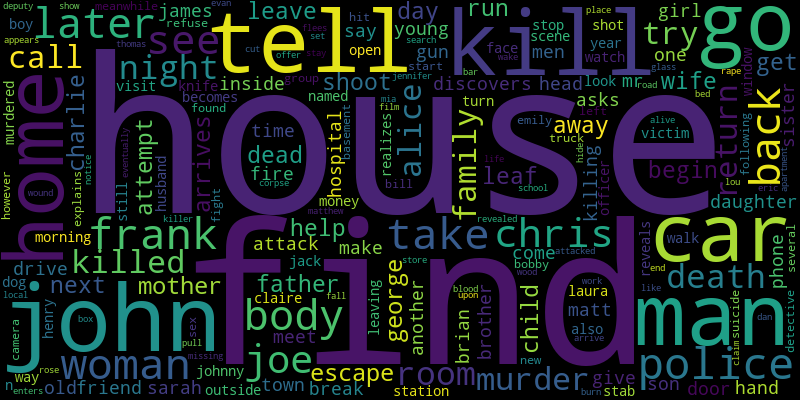 deputy show evan meanwhile james refuse leave day hit stop place shot girl
boy later tell kill go
appears flees set cut offer stay open say young scene year try
thomas see run men
call night group start gun face watch one get
murdered knife inside shoot bar discovers head look mr wife
search wake rape window
visit becomes named jennifer turn asks road glass
charlie found film truck left bed
home house find
attempt time hospital basement realizes alice emily away victim back
arrives dead mia family hide alive following sister
however explains still husband fire money bill leaf killing officer begin return
wound notice eventually corpse life school lou eric apartment daughter
fight killer matthew revealed
morning frank help take chris car
killed attack make come attacked reveals walk phone several
drive next mother jack store bobby end death
dog father leaving work like
local claire fall blood upon laura
john henry box body george another brian brother child wood matt also man suicide detective
camera sex meet new arrive claim dan
pull missing joe
woman escape room murder police
way rose johnny give son door hand
n enters old friend sarah outside town break station stab burn